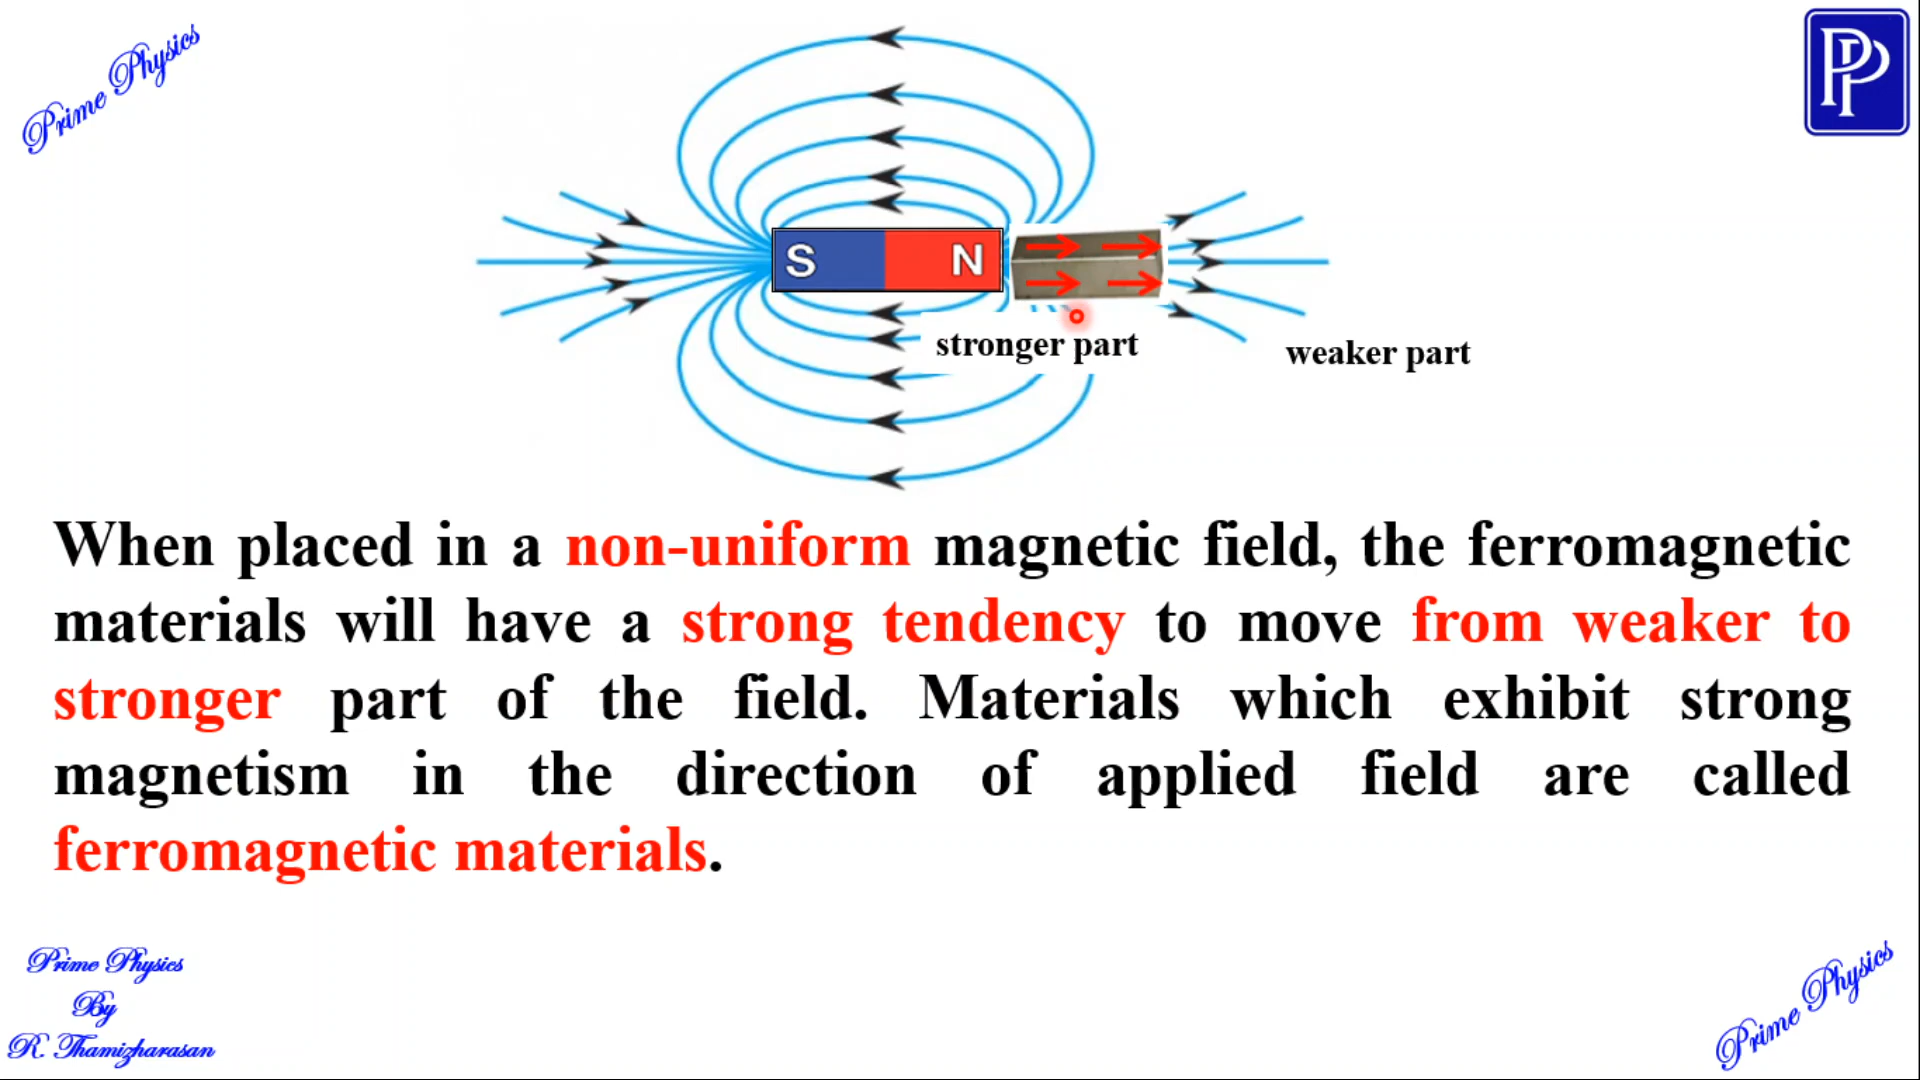 Prime Physics
PP
S N
stronger part
weaker part
When placed in a non-uniform magnetic field, the ferromagnetic
materials will have a strong tendency to move from weaker to
stronger part of the field. Materials which exhibit strong
magnetism in the direction of applied field are called
ferromagnetic materials.
Prime Physics
By
R. Thamizharasan
Prime Physics